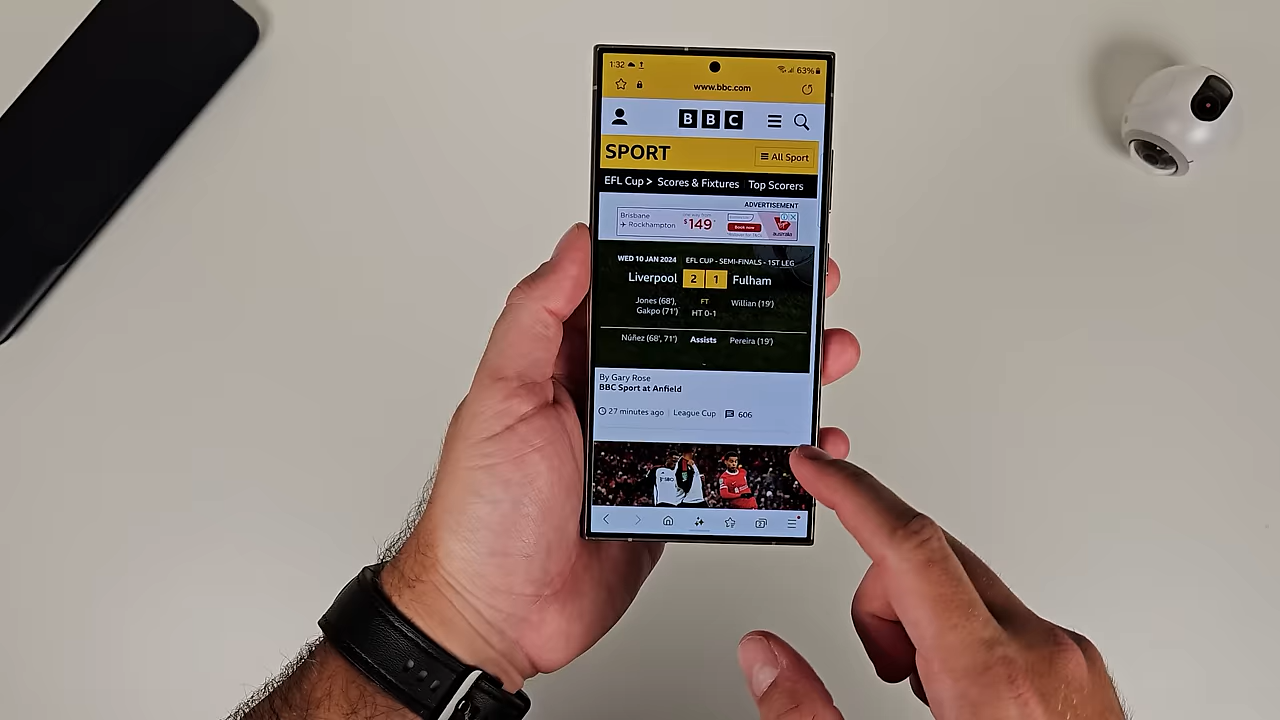 1:32
63%
www.bbc.com
BBC
SPORT
All Sport
EFL Cup > Scores & Fixtures Top Scorers
ADVERTISEMENT
Brisbane
Rockhampton
$149
Book now
WED 10 JAN 2024 EFL CUP - SEMI-FINALS - 1ST LEG
Liverpool 2 1 Fulham
Jones (68'), FT Willian (19')
Gakpo (71') HT 0-1
Núñez (68', 71') Assists Pereira (19')
By Gary Rose
BBC Sport at Anfield
27 minutes ago League Cup 606